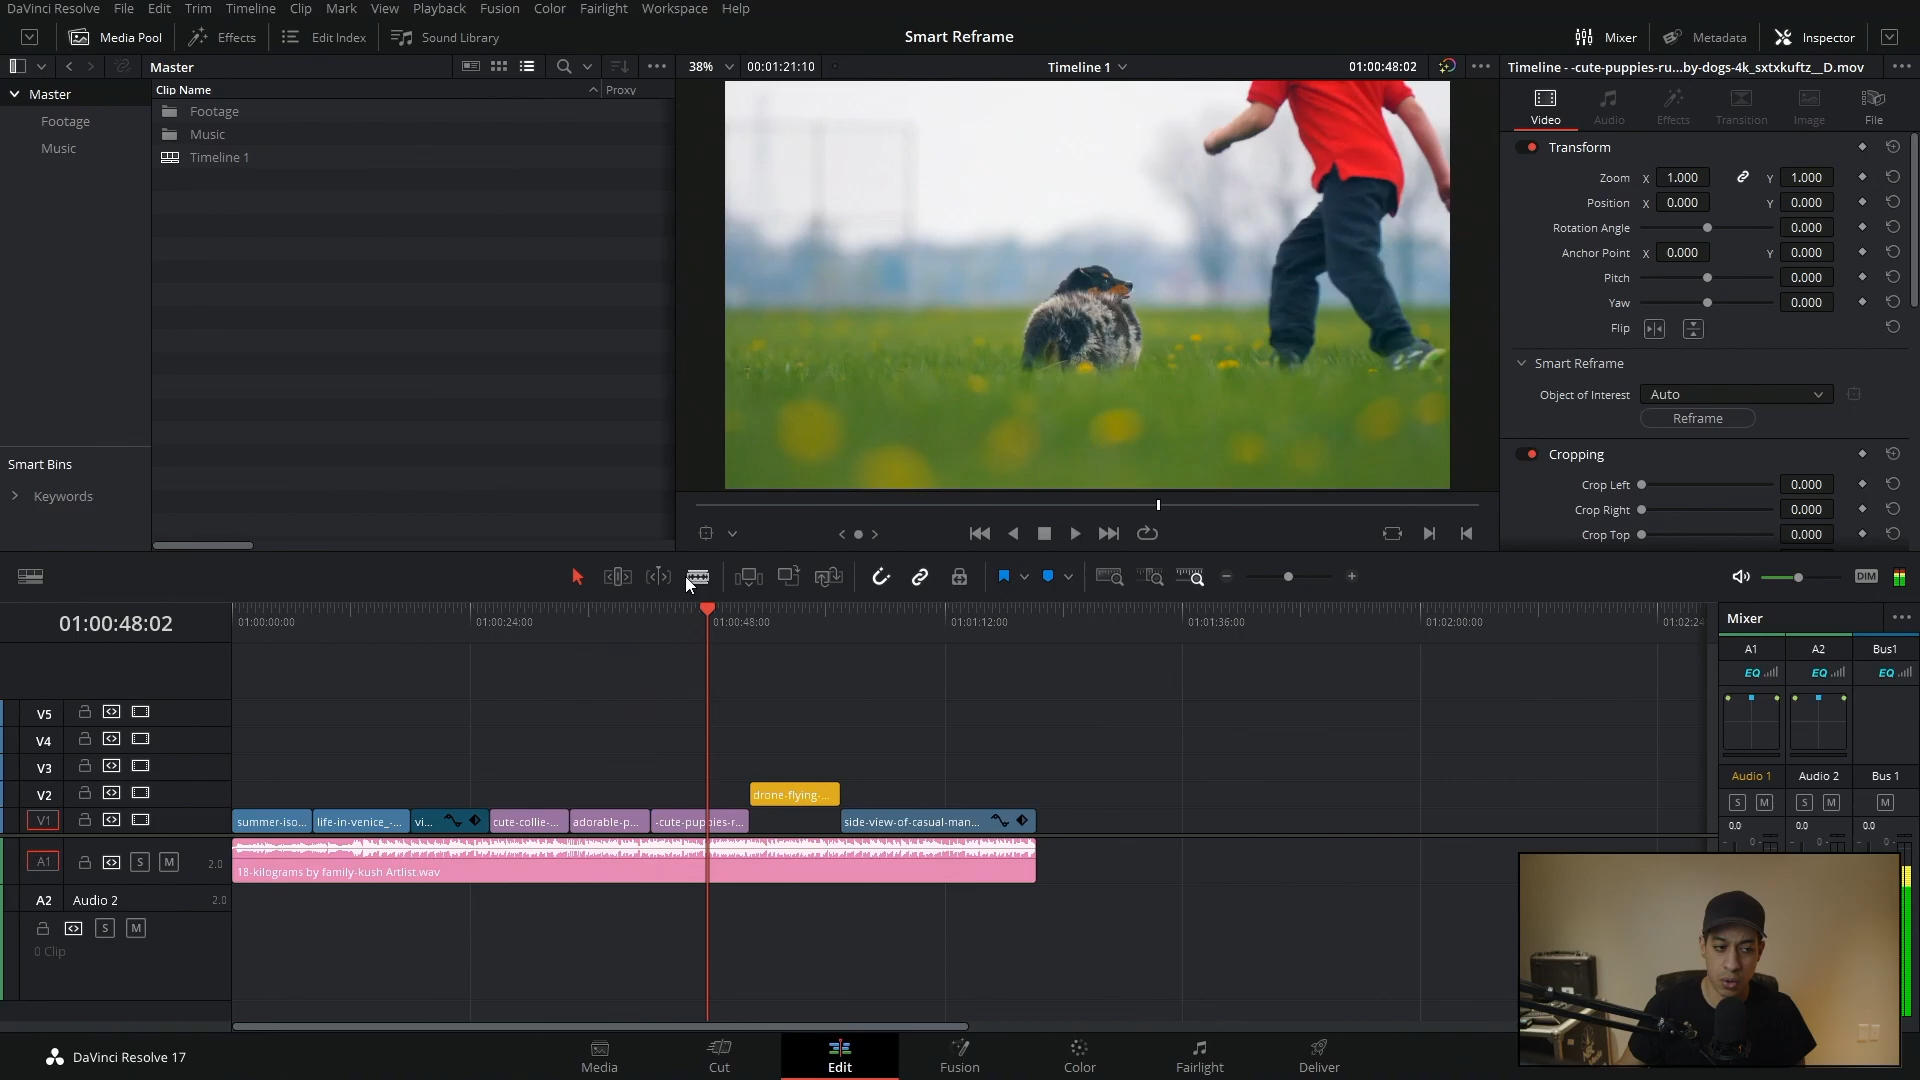 DaVinci Resolve File Edit Trim Timeline Clip Mark View Playback Fusion Color Fairlight Workspace Help
Media Pool Effects Edit Index Sound Library Smart Reframe Mixer Metadata Inspector
Master 38% 00:01:21:10 Timeline 1 01:00:48:02 Timeline - -cute-puppies-ru...by-dogs-4k_sxtxkuftz__D.mov
Master Clip Name Proxy
Footage
Music
Footage
Music
Timeline 1
Smart Bins
Keywords
Video Audio Effects Transition Image File
Transform
Zoom X 1.000 Y 1.000
Position X 0.000 Y 0.000
Rotation Angle 0.000
Anchor Point X 0.000 Y 0.000
Pitch 0.000
Yaw 0.000
Flip
Smart Reframe
Object of Interest Auto
Reframe
Cropping
Crop Left 0.000
Crop Right 0.000
Crop Top 0.000
DIM
01:00:48:02 01:00:00:00 01:00:24:00 01:00:48:00 01:01:12:00 01:01:36:00 01:02:00:00 01:02:24
V5
V4
V3
V2 drone-flying-...
V1 summer-iso... life-in-venice_-... vi... cute-collie-... adorable-p... -cute-puppies-r... side-view-of-casual-man...
A1 S M 2.0
18-kilograms by family-kush Artlist.wav
A2 Audio 2 2.0
S M
0 Clip
Mixer
A1 A2 Bus1
EQ EQ EQ
Audio 1 Audio 2 Bus 1
S M S M M
0.0 0.0 0.0
0 0 0
DaVinci Resolve 17 Media Cut Edit Fusion Color Fairlight Deliver